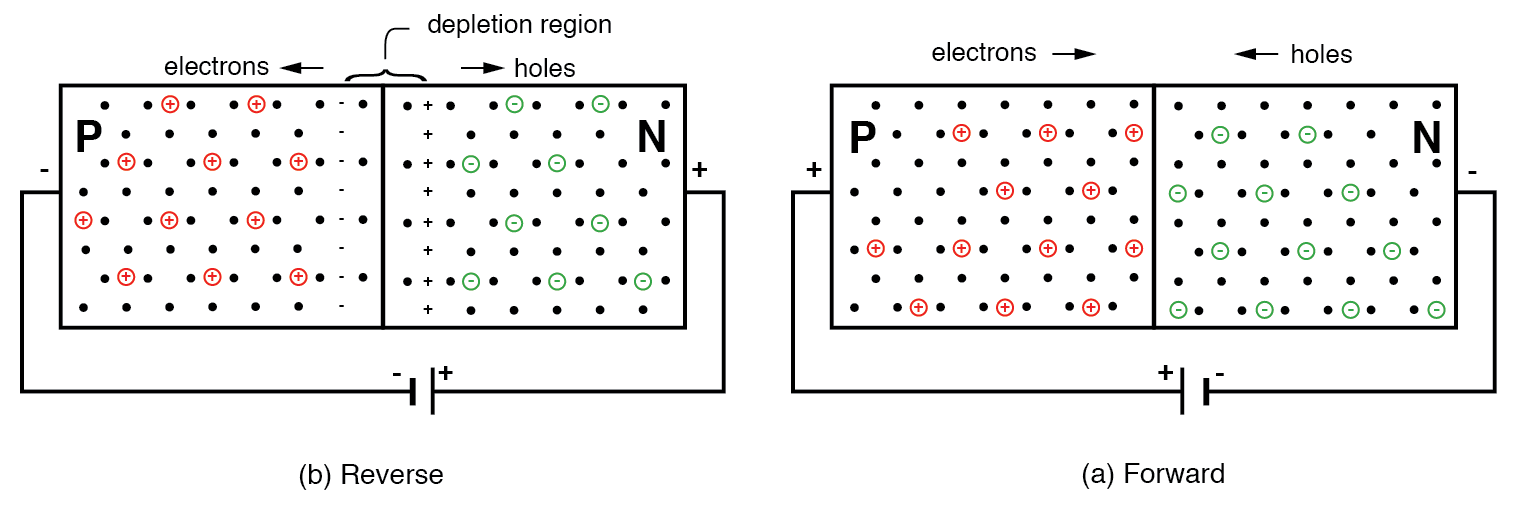 depletion region
electrons
holes
P
N
-
+
-
+
(b) Reverse
electrons
holes
P
N
+
-
+
-
(a) Forward